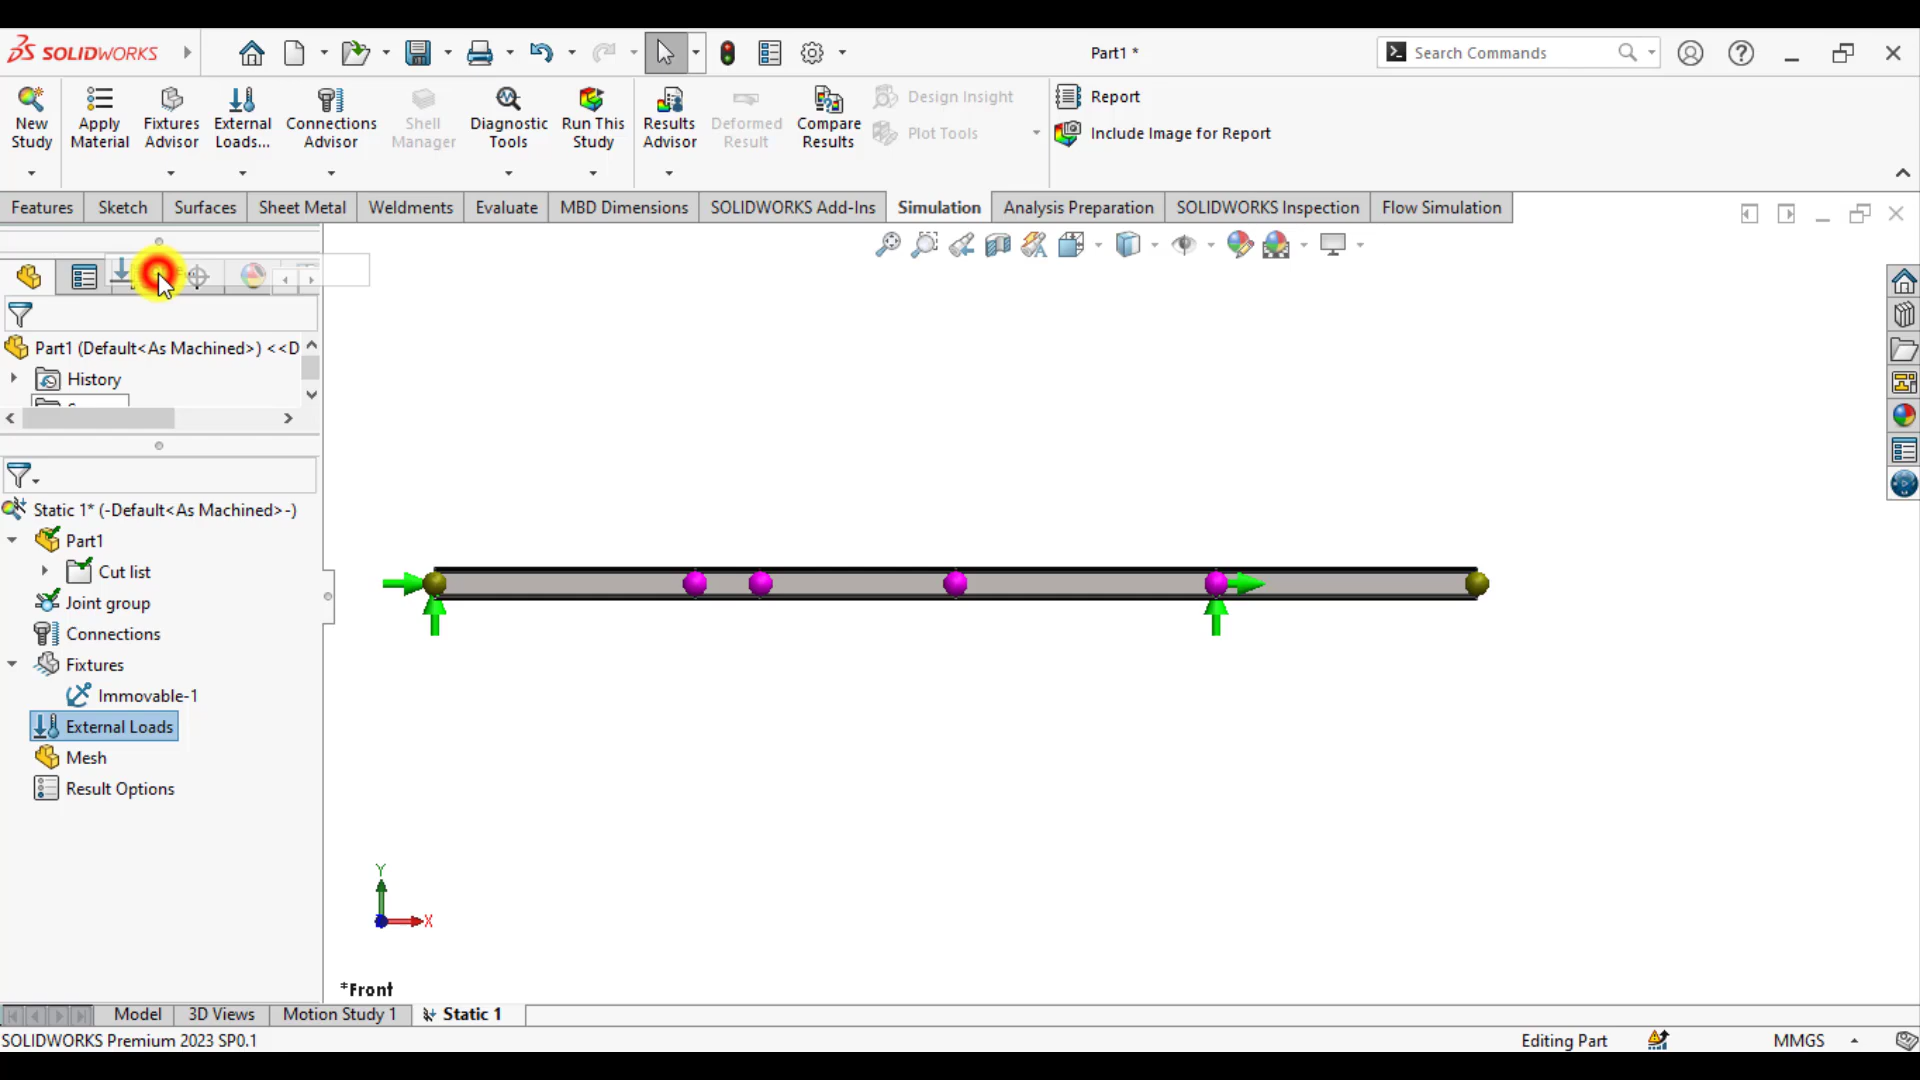 SOLIDWORKS
Part1 *
Search Commands
New Study
Apply Material
Fixtures Advisor
External Loads...
Connections Advisor
Shell Manager
Diagnostic Tools
Run This Study
Results Advisor
Deformed Result
Compare Results
Design Insight
Plot Tools
Report
Include Image for Report
Features
Sketch
Surfaces
Sheet Metal
Weldments
Evaluate
MBD Dimensions
SOLIDWORKS Add-Ins
Simulation
Analysis Preparation
SOLIDWORKS Inspection
Flow Simulation
Part1 (Default<As Machined>) <<D
History
Static 1* (-Default<As Machined>-)
Part1
Cut list
Joint group
Connections
Fixtures
Immovable-1
External Loads
Mesh
Result Options
Y
X
*Front
Model
3D Views
Motion Study 1
Static 1
SOLIDWORKS Premium 2023 SP0.1
Editing Part
MMGS